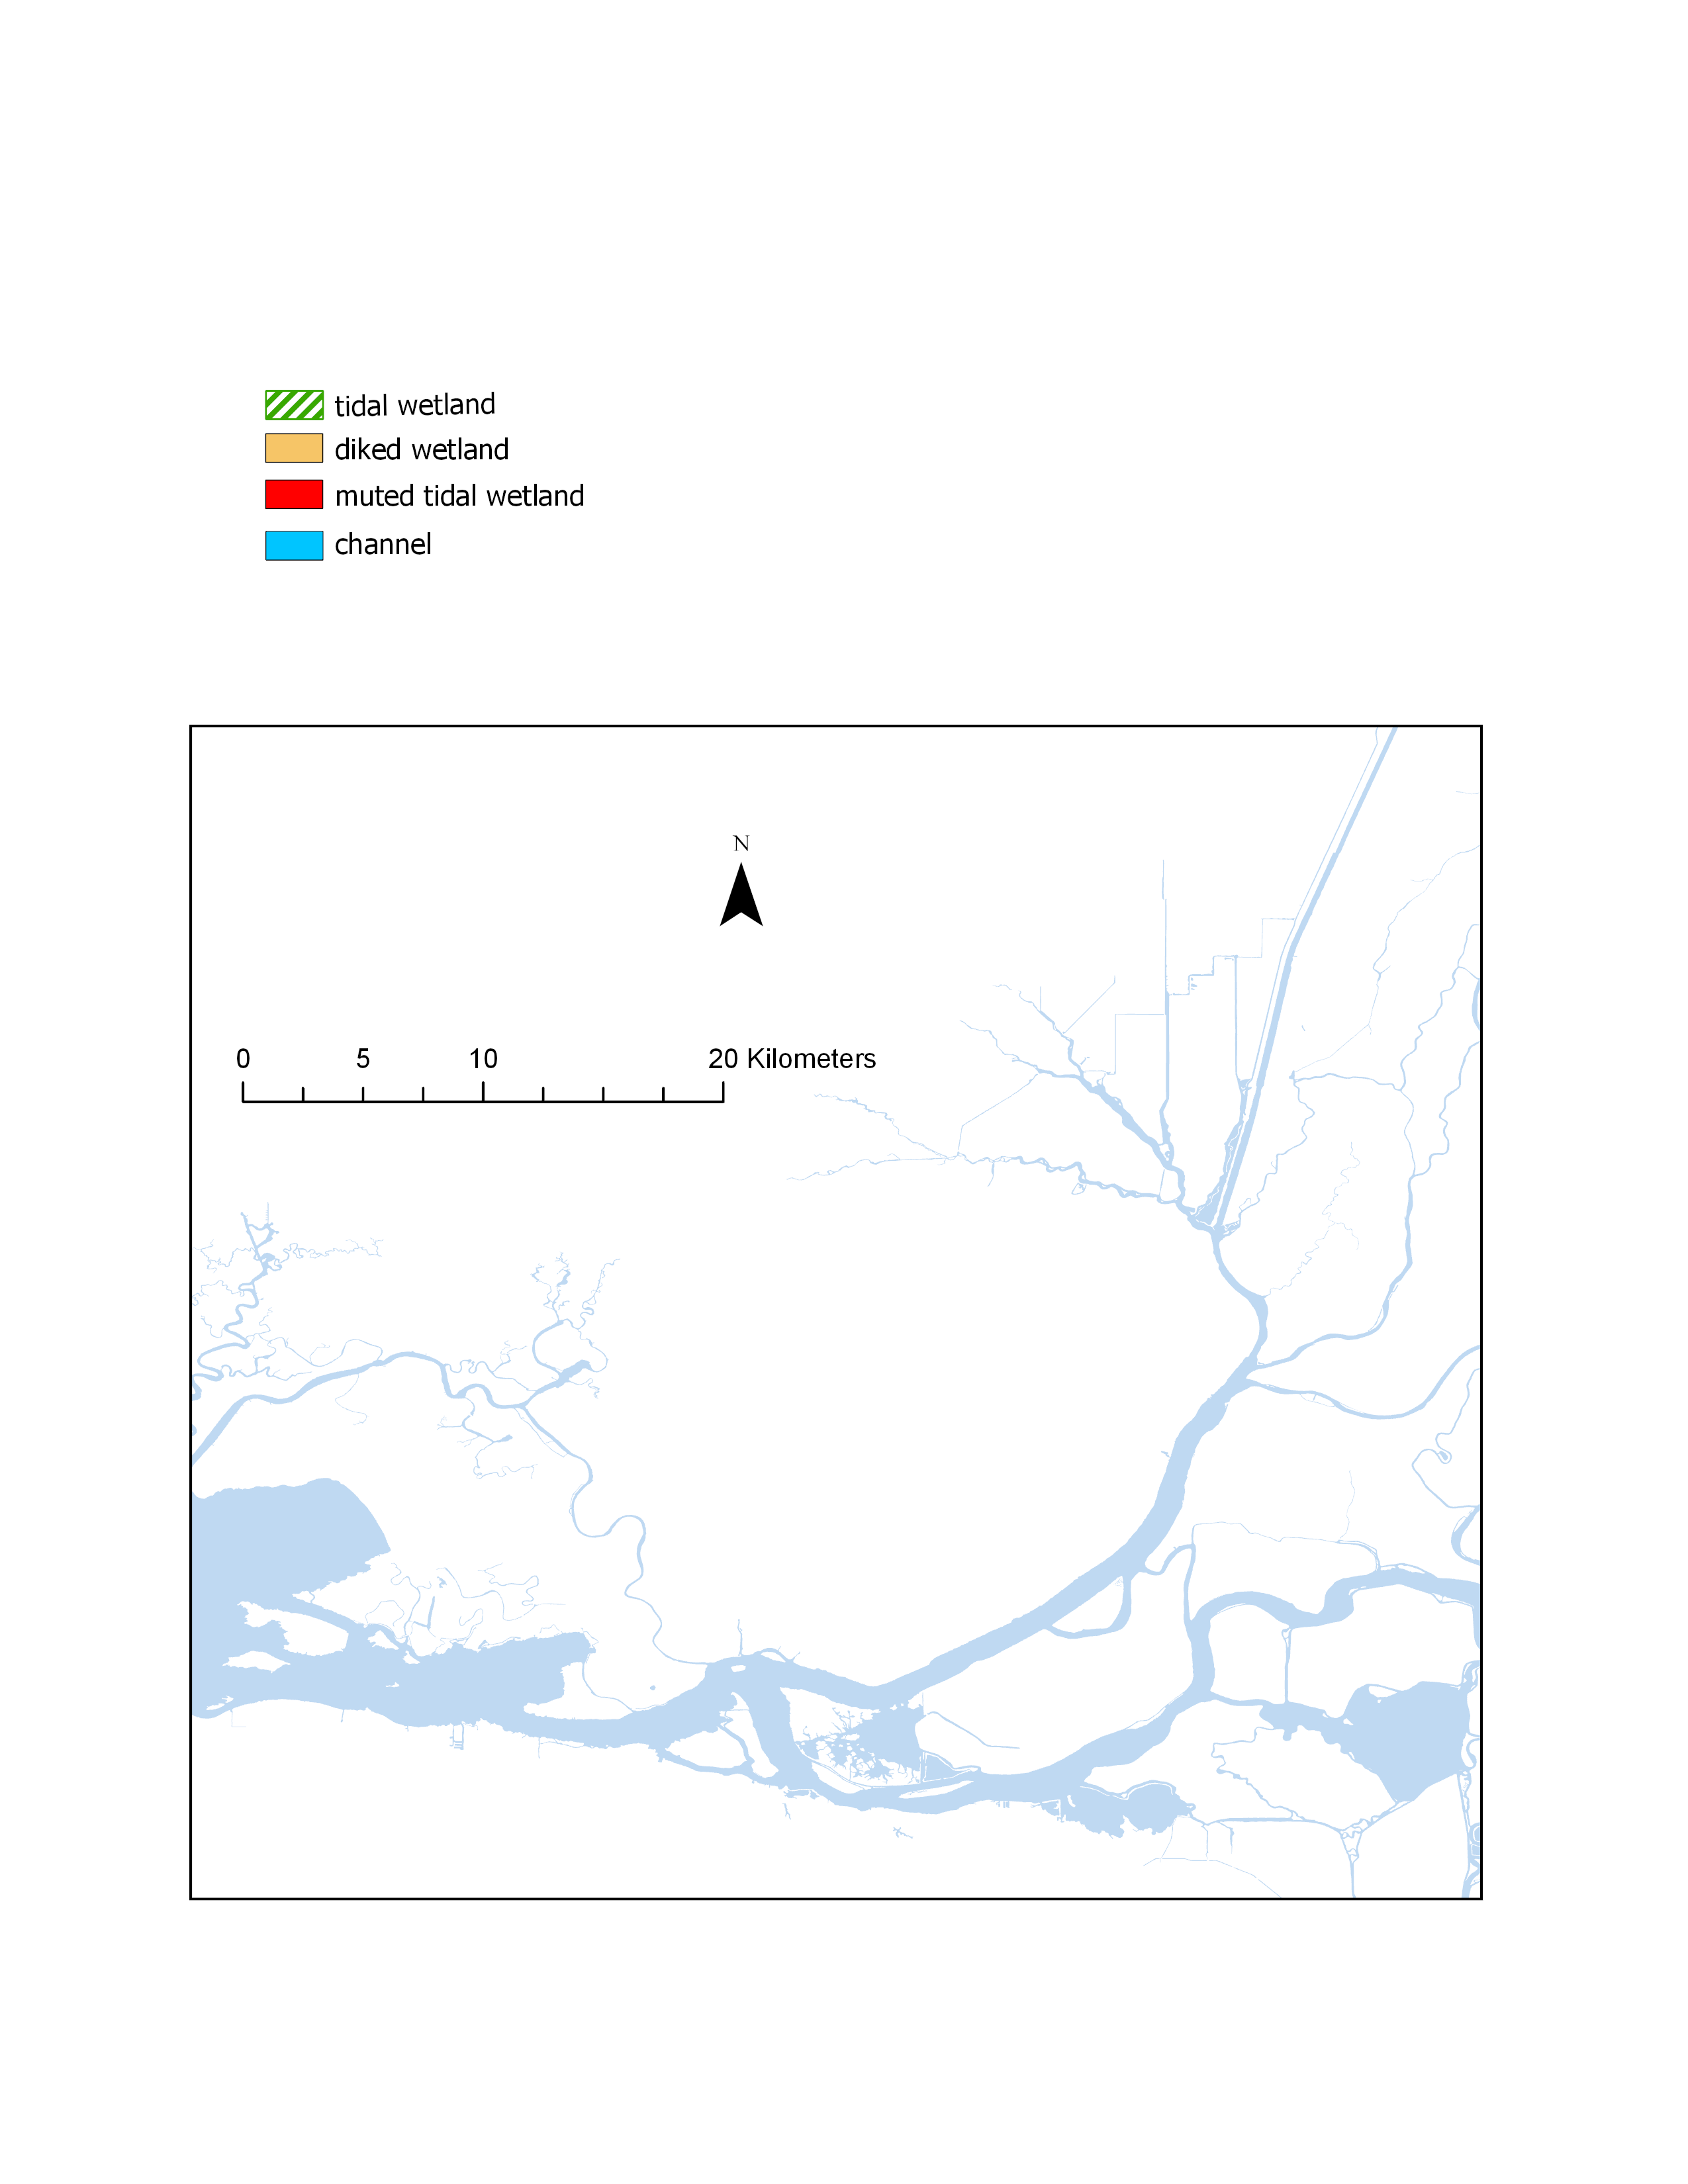 tidal wetland
diked wetland
muted tidal wetland
channel
N
0 5 10 20 Kilometers